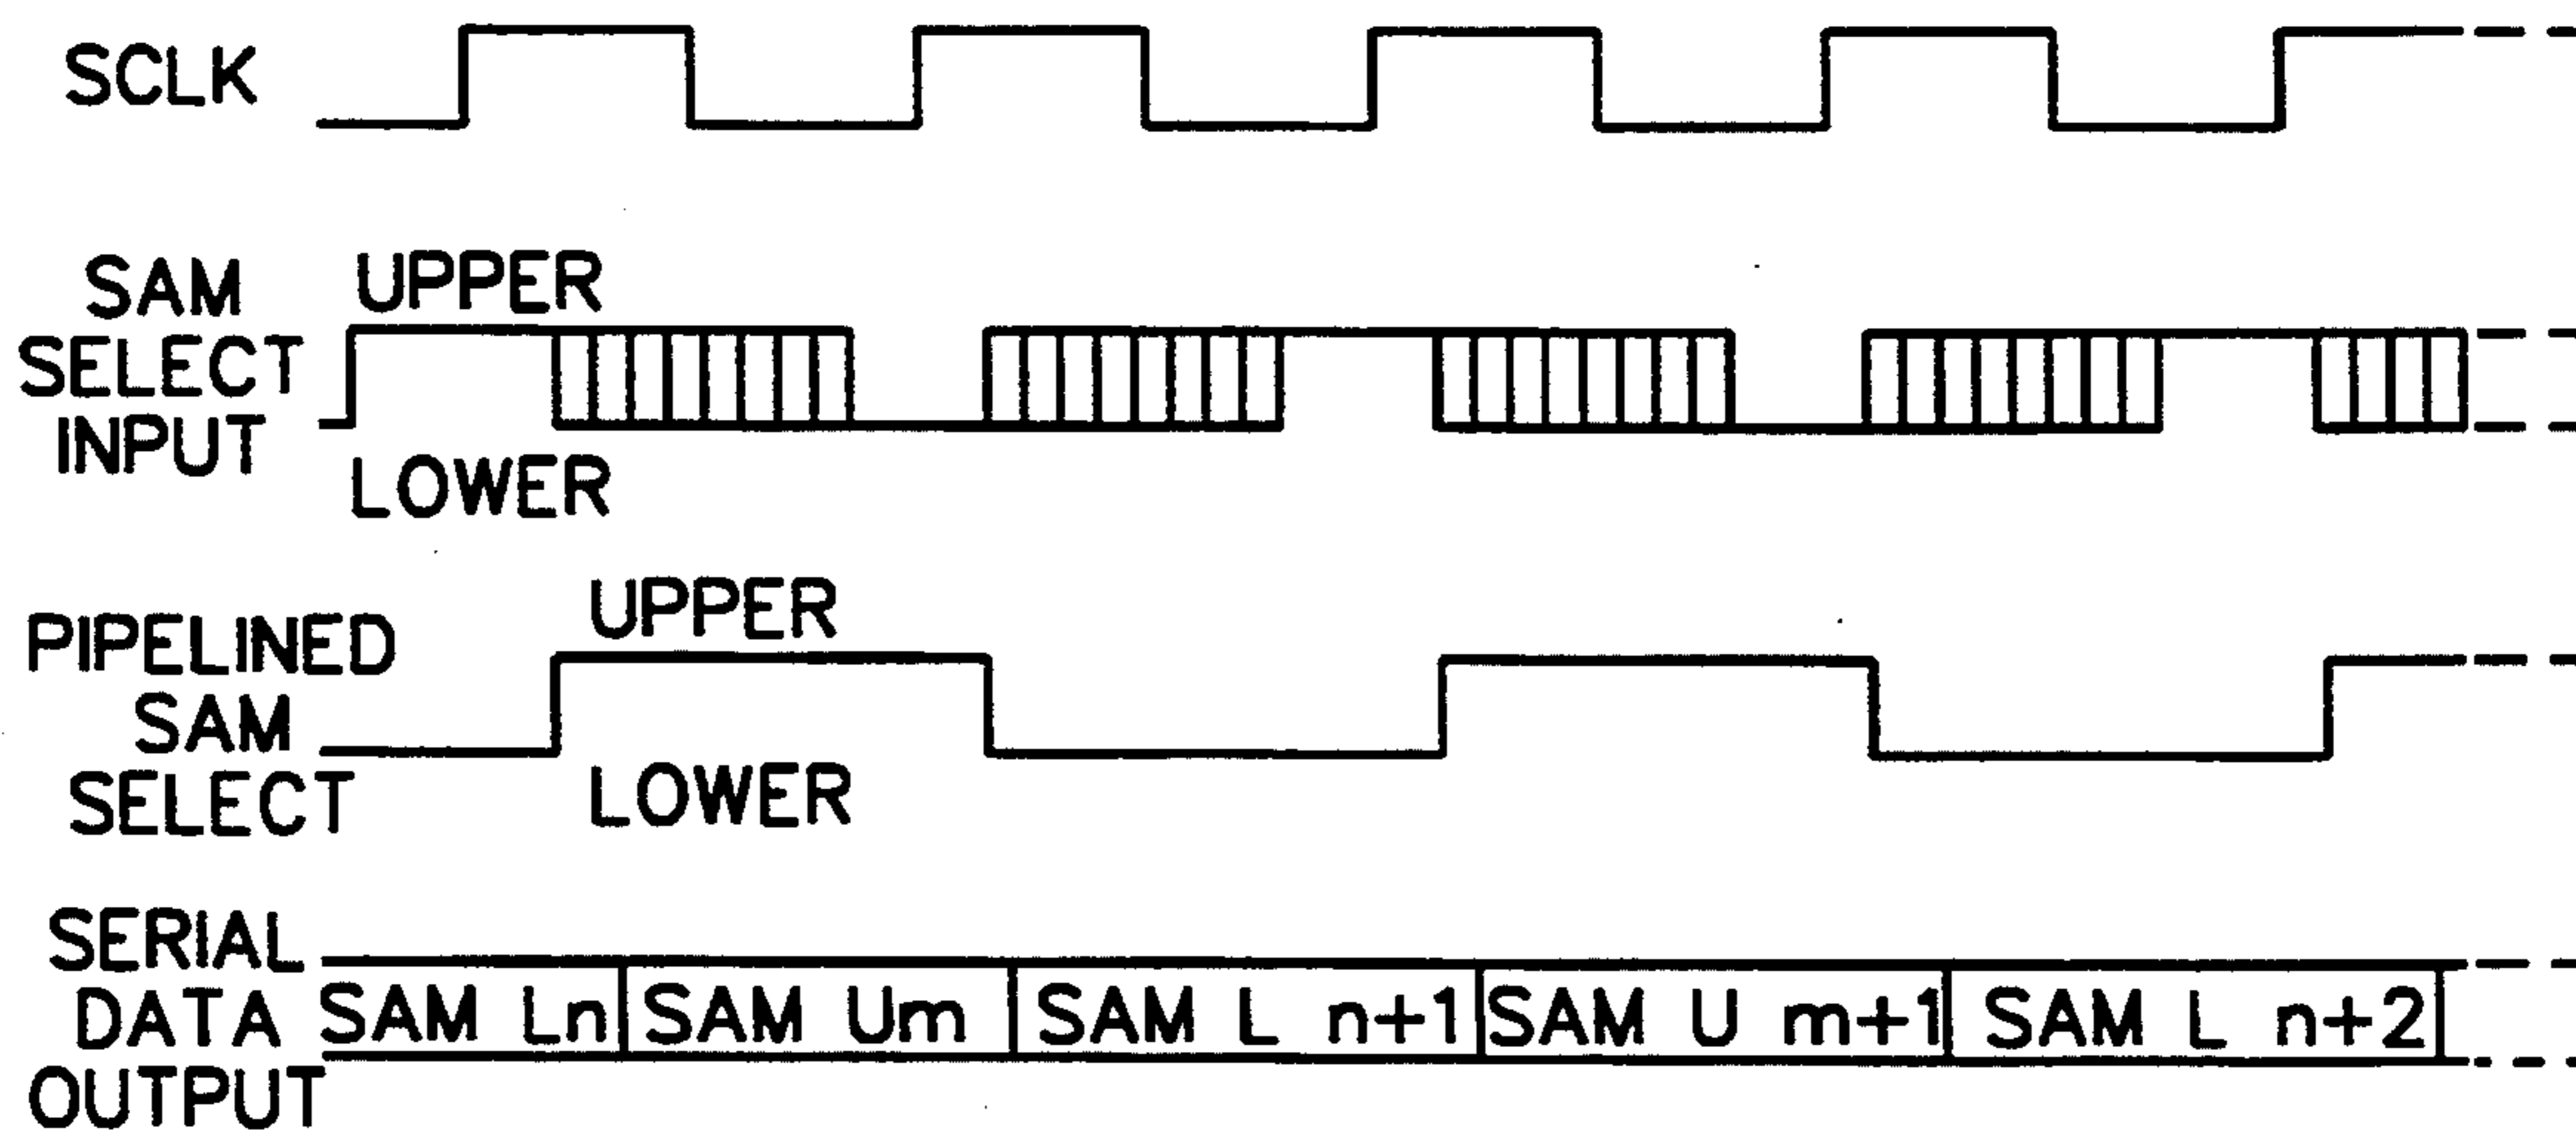 SCLK
SAM
SELECT
INPUT
UPPER
LOWER
PIPELINED
SAM
SELECT
UPPER
LOWER
SERIAL
DATA
OUTPUT
SAM Ln
SAM Um
SAM L n+1
SAM U m+1
SAM L n+2